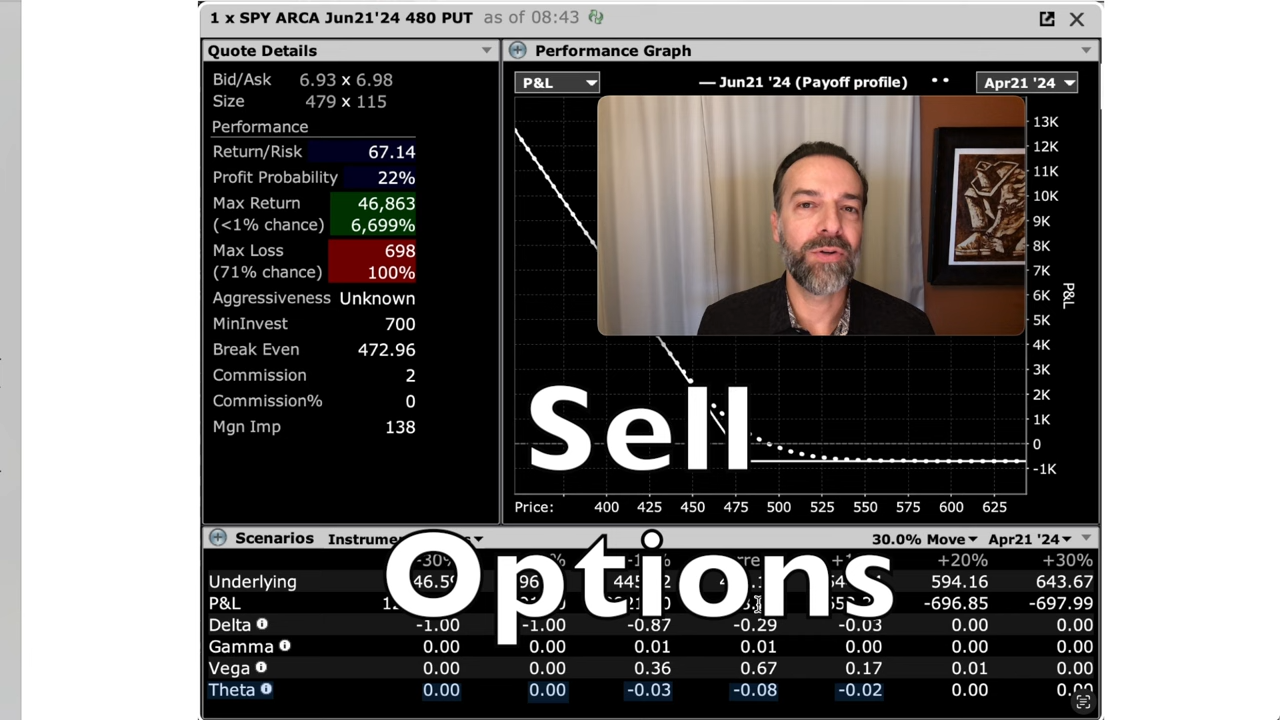 1 x SPY ARCA Jun21'24 480 PUT as of 08:43
Quote Details
Bid/Ask 6.93 x 6.98
Size 479 x 115
Performance
Return/Risk 67.14
Profit Probability 22%
Max Return 46,863
(<1% chance) 6,699%
Max Loss 698
(71% chance) 100%
Aggressiveness Unknown
MinInvest 700
Break Even 472.96
Commission 2
Commission% 0
Mgn Imp 138
Performance Graph
P&L
Jun21 '24 (Payoff profile)
Apr21 '24
13K
12K
11K
10K
9K
8K
7K
6K
5K
4K
3K
2K
1K
0
-1K
P&L
Price: 400 425 450 475 500 525 550 575 600 625
Sell
Options
Scenarios 30.0% Move Apr21 '24
+20% +30%
Underlying 594.16 643.67
P&L -696.85 -697.99
Delta -1.00 -1.00 -0.87 -0.29 -0.03 0.00 0.00
Gamma 0.00 0.00 0.01 0.01 0.00 0.00 0.00
Vega 0.00 0.00 0.36 0.67 0.17 0.01 0.00
Theta 0.00 0.00 -0.03 -0.08 -0.02 0.00